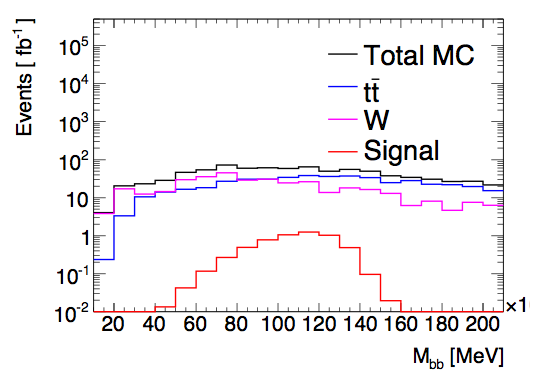 Events [ fb⁻¹ ]
10⁵
10⁴
10³
10²
10
1
10⁻¹
10⁻²
Total MC
tt̄
W
Signal
20 40 60 80 100 120 140 160 180 200
×1
M_bb [MeV]